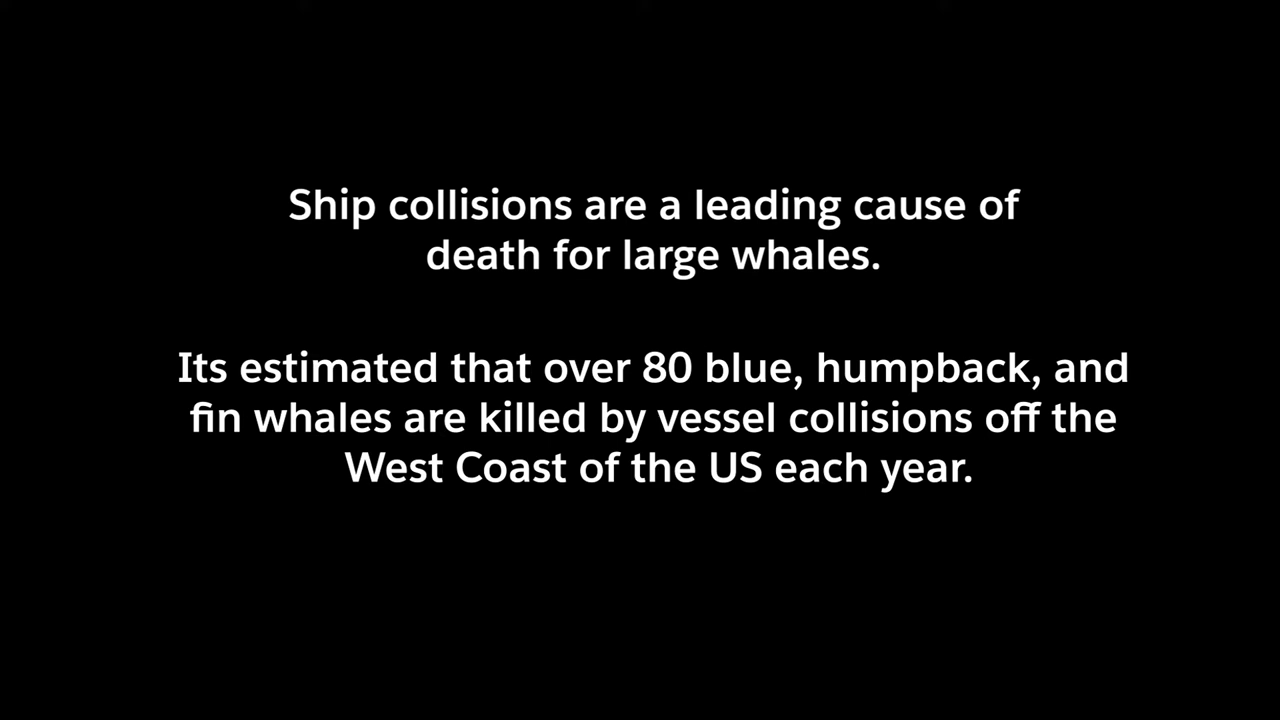 Ship collisions are a leading cause of
death for large whales.
Its estimated that over 80 blue, humpback, and
fin whales are killed by vessel collisions off the
West Coast of the US each year.